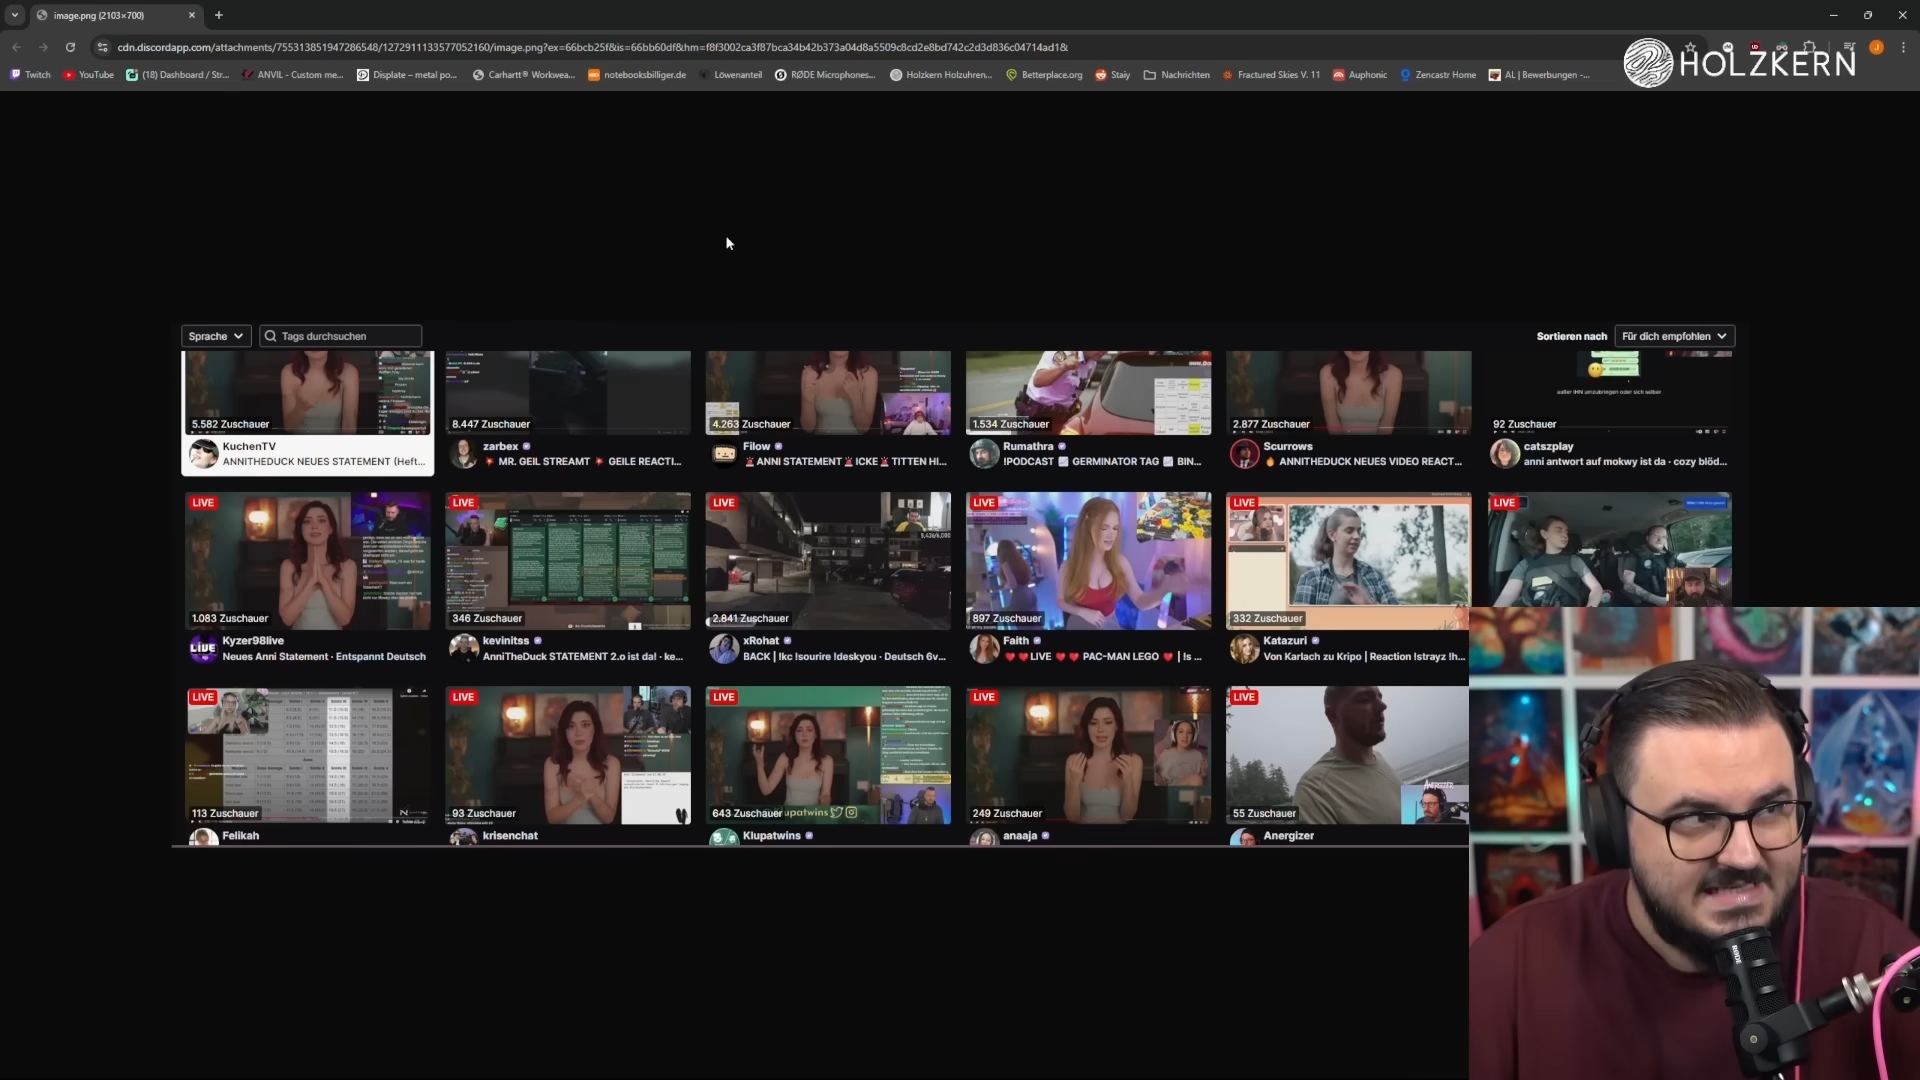 image.png (2103×700)
cdn.discordapp.com/attachments/755313851947286548/1272911133577052160/image.png?ex=66bcb25f&is=66bb60df&hm=f8f3002ca3f87bca34b42b373a04d8a5509c8cd2e8bd742c2d3d836c04714ad1&
Twitch YouTube (18) Dashboard / Str... ANVIL - Custom me... Displate – metal po... Carhartt® Workwea... notebooksbilliger.de Löwenanteil RØDE Microphones... Holzkern Holzuhren... Betterplace.org Staiy Nachrichten Fractured Skies V. 11 Auphonic Zencastr Home AL | Bewerbungen -...
HOLZKERN
Sprache Tags durchsuchen Sortieren nach Für dich empfohlen
außer IHN umzubringen oder sich selber
5.582 Zuschauer 8.447 Zuschauer 4.263 Zuschauer 1.534 Zuschauer 2.877 Zuschauer 92 Zuschauer
KuchenTV zarbex Filow Rumathra Scurrows catszplay
ANNITHEDUCK NEUES STATEMENT (Heft... MR. GEIL STREAMT GEILE REACTI... ANNI STATEMENT ICKE TITTEN HI... !PODCAST GERMINATOR TAG BIN... ANNITHEDUCK NEUES VIDEO REACT... anni antwort auf mokwy ist da · cozy blöd...
LIVE LIVE LIVE LIVE LIVE LIVE
1.083 Zuschauer 346 Zuschauer 2.841 Zuschauer 897 Zuschauer 332 Zuschauer
Kyzer98live kevinitss xRohat Faith Katazuri
Neues Anni Statement · Entspannt Deutsch AnniTheDuck STATEMENT 2.o ist da! · ke... BACK | !kc !sourire !deskyou · Deutsch 6v... LIVE PAC-MAN LEGO | !s ... Von Karlach zu Kripo | Reaction !strayz !h...
LIVE LIVE LIVE LIVE LIVE
113 Zuschauer 93 Zuschauer 643 Zuschauer 249 Zuschauer 55 Zuschauer
Felikah krisenchat Klupatwins anaaja Anergizer
RØDE